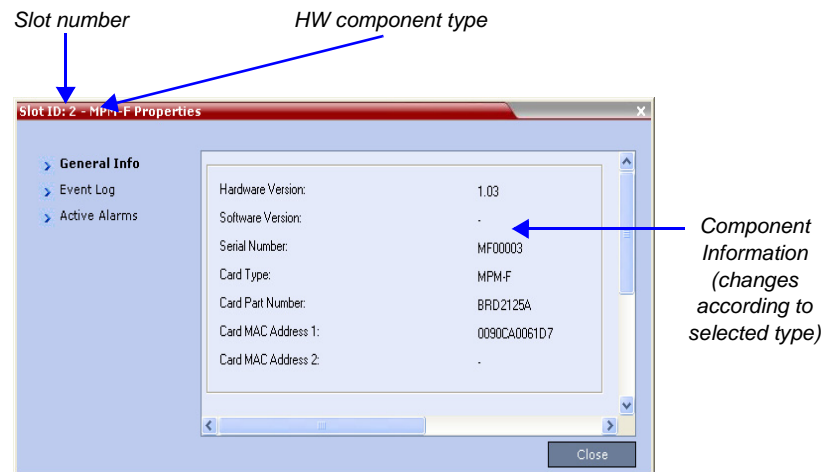 Slot number
HW component type
Slot ID: 2 - MPM-F Properties
General Info
Event Log
Active Alarms
Hardware Version: 1.03
Software Version: -
Serial Number: MF00003
Card Type: MPM-F
Card Part Number: BRD2125A
Card MAC Address 1: 0090CA0061D7
Card MAC Address 2: -
Close
Component
Information
(changes
according to
selected type)